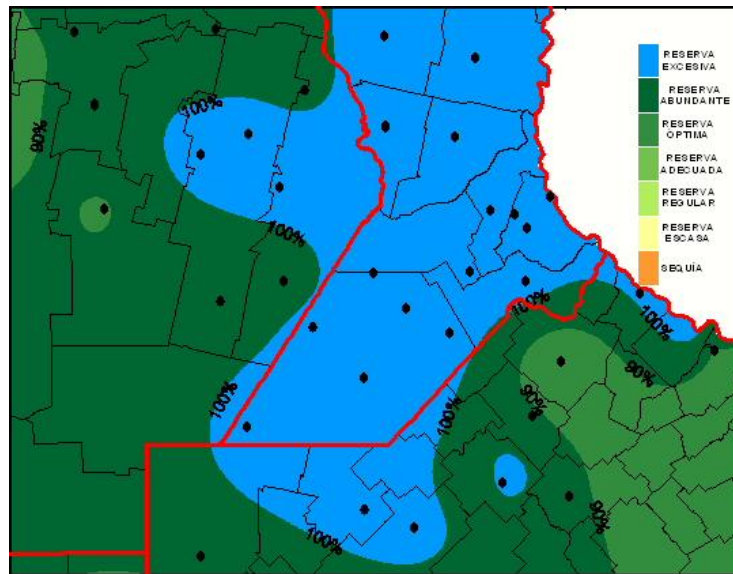 RESERVA
EXCESIVA
RESERVA
ABUNDANTE
RESERVA
ÓPTIMA
RESERVA
ADECUADA
RESERVA
REGULAR
RESERVA
ESCASA
SEQUÍA
100%
90%
100%
100%
100%
90%
100%
100%
90%
90%
100%